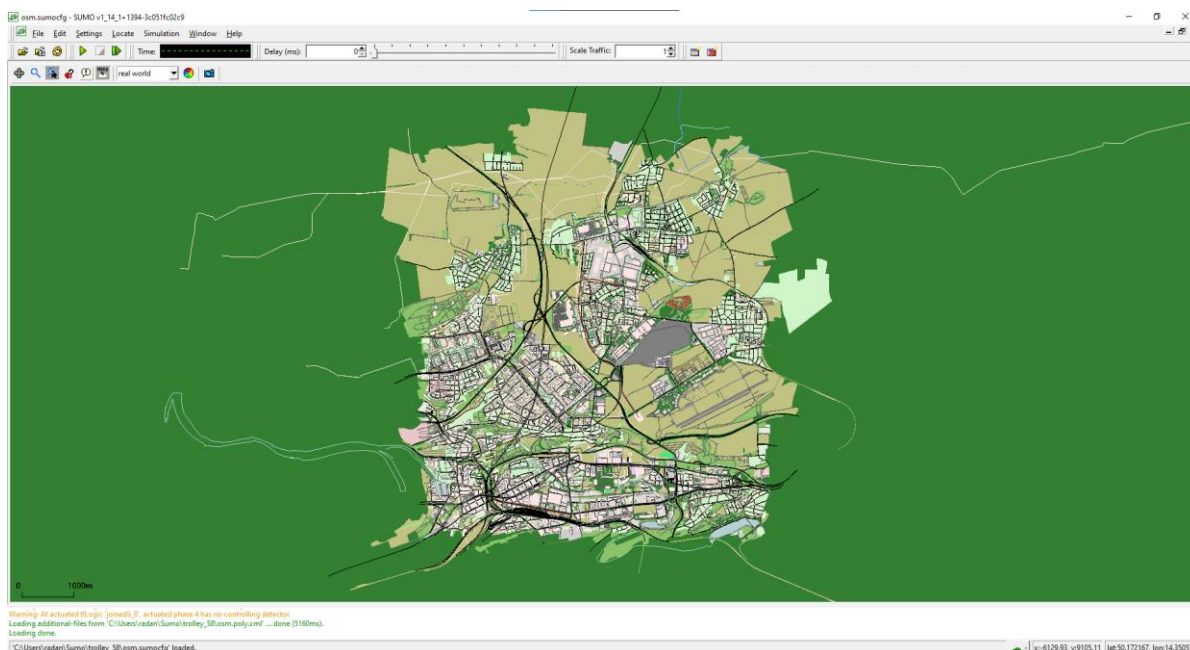 osm.sumocfg - SUMO v1_14_1+1394-3c051fc02c9
File Edit Settings Locate Simulation Window Help
Time: Delay (ms): 0 Scale Traffic: 1
real world
0 1000m
Warning: At actuated tlLogic 'joinedS_8', actuated phase 4 has no controlling detector.
Loading additional-files from 'C:\Users\radan\Sumo\trolley_58\osm.poly.xml' ... done (5160ms).
Loading done.
'C:\Users\radan\Sumo\trolley_58\osm.sumocfg' loaded. x:-6129.93, y:9105.11 lat:50.172167, lon:14.3505